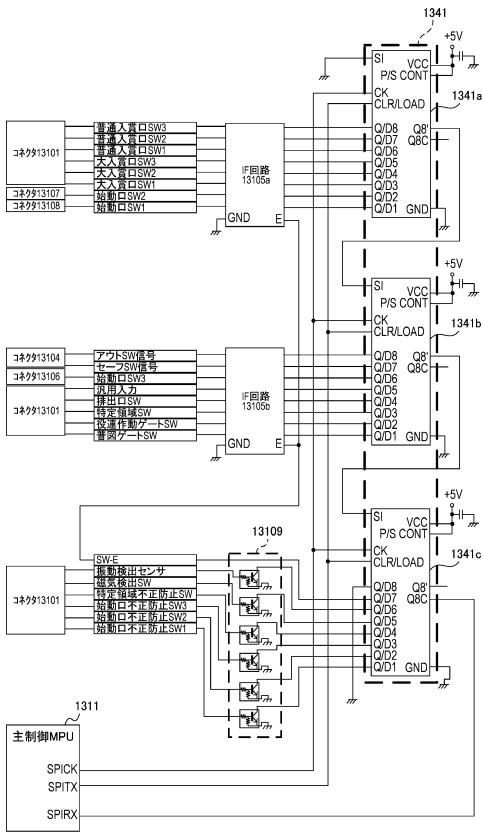 1341
+5V
SI
VCC
P/S CONT
CK
CLR/LOAD
1341a
コネクタ13101
コネクタ13107
コネクタ13108
普通入賞口SW3
普通入賞口SW2
普通入賞口SW1
大入賞口SW3
大入賞口SW2
大入賞口SW1
始動口SW2
始動口SW1
IF回路
13105a
GND
E
Q/D8
Q/D7
Q/D6
Q/D5
Q/D4
Q/D3
Q/D2
Q/D1
Q8'
Q8C
GND
+5V
SI
VCC
P/S CONT
CK
CLR/LOAD
1341b
コネクタ13104
コネクタ13106
コネクタ13101
アウトSW信号
セーフSW信号
始動口SW3
汎用入力
排出口SW
特定領域SW
役連作動ゲートSW
普図ゲートSW
IF回路
13105b
GND
E
Q/D8
Q/D7
Q/D6
Q/D5
Q/D4
Q/D3
Q/D2
Q/D1
Q8'
Q8C
GND
+5V
SI
VCC
P/S CONT
CK
CLR/LOAD
1341c
13109
コネクタ13101
SW-E
振動検出センサ
磁気検出SW
特定領域不正防止SW
始動口不正防止SW3
始動口不正防止SW2
始動口不正防止SW1
Q/D8
Q/D7
Q/D6
Q/D5
Q/D4
Q/D3
Q/D2
Q/D1
Q8'
Q8C
GND
1311
主制御MPU
SPICK
SPITX
SPIRX